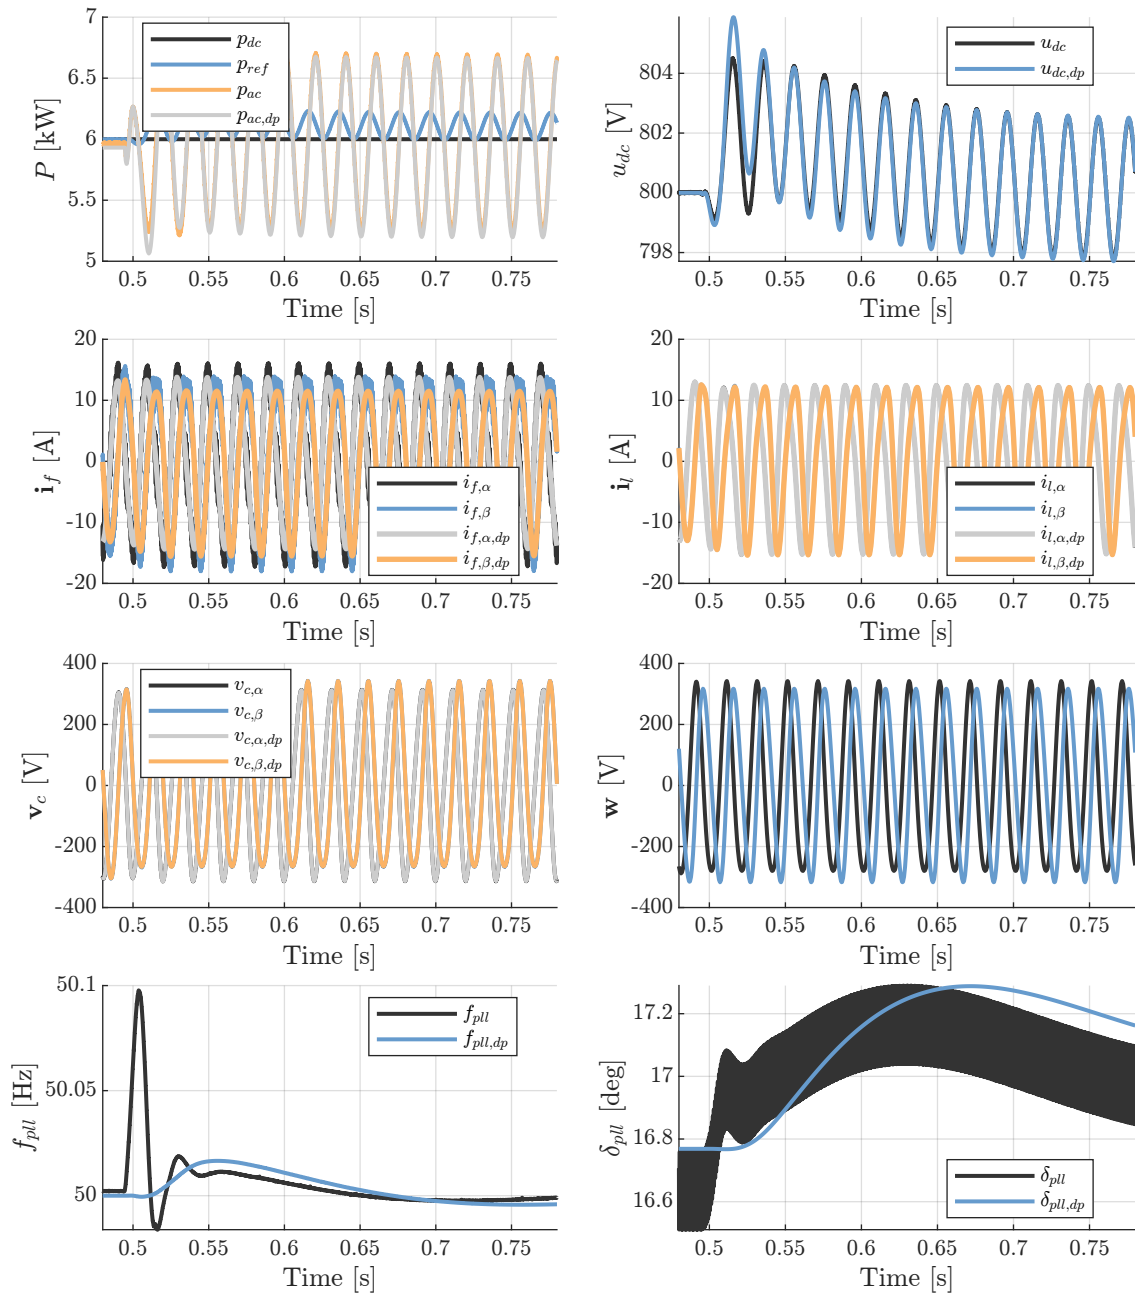 7
6.5
6
5.5
5
P [kW]
p_dc
p_ref
p_ac
p_ac,dp
0.5 0.55 0.6 0.65 0.7 0.75
Time [s]
804
802
800
798
u_dc [V]
u_dc
u_dc,dp
0.5 0.55 0.6 0.65 0.7 0.75
Time [s]
20
10
0
-10
-20
i_f [A]
i_f,α
i_f,β
i_f,α,dp
i_f,β,dp
0.5 0.55 0.6 0.65 0.7 0.75
Time [s]
20
10
0
-10
-20
i_l [A]
i_l,α
i_l,β
i_l,α,dp
i_l,β,dp
0.5 0.55 0.6 0.65 0.7 0.75
Time [s]
400
200
0
-200
-400
v_c [V]
v_c,α
v_c,β
v_c,α,dp
v_c,β,dp
0.5 0.55 0.6 0.65 0.7 0.75
Time [s]
400
200
0
-200
-400
w [V]
0.5 0.55 0.6 0.65 0.7 0.75
Time [s]
50.1
50.05
50
f_pll [Hz]
f_pll
f_pll,dp
0.5 0.55 0.6 0.65 0.7 0.75
Time [s]
17.2
17
16.8
16.6
δ_pll [deg]
δ_pll
δ_pll,dp
0.5 0.55 0.6 0.65 0.7 0.75
Time [s]